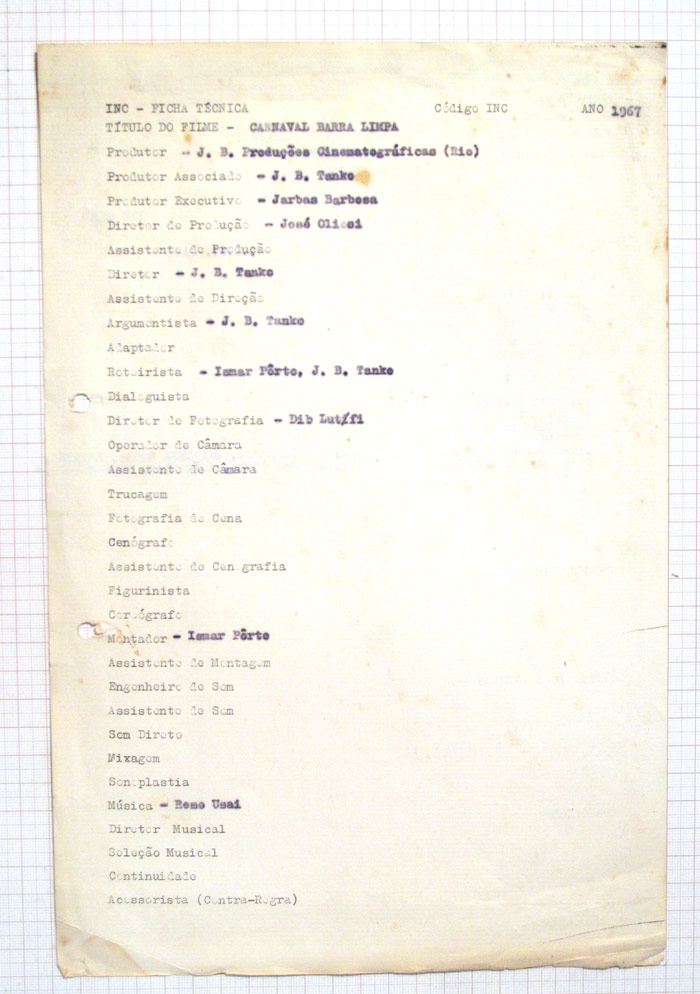 INC - FICHA TÉCNICA Código INC ANO 1967
TÍTULO DO FILME - CARNAVAL BARRA LIMPA
Produtor - J. B. Produções Cinematográficas (Rio)
Produtor Associado - J. B. Tanko
Produtor Executivo - Jarbas Barbosa
Diretor de Produção - José Oliosi
Assistente de Produção
Diretor - J. B. Tanko
Assistente de Direção
Argumentista - J. B. Tanko
Adaptador
Roteirista - Ismar Pôrto, J. B. Tanko
Dialoguista
Diretor de Fotografia - Dib Lutfi
Operador de Câmara
Assistente de Câmara
Trucagem
Fotografia de Cena
Cenógrafo
Assistente de Cenografia
Figurinista
Coreógrafo
Montador - Ismar Pôrto
Assistente de Montagem
Engenheiro de Som
Assistente de Som
Som Direto
Mixagem
Sonoplastia
Música - Remo Usai
Diretor Musical
Seleção Musical
Continuidade
Acessorista (Contra-Regra)